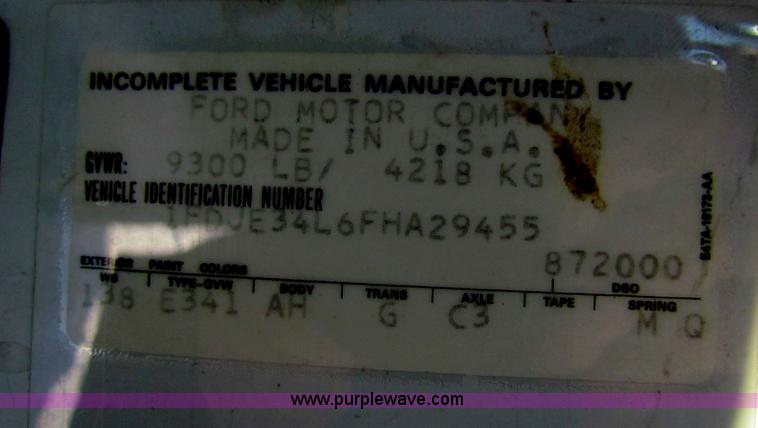 INCOMPLETE VEHICLE MANUFACTURED BY
FORD MOTOR COMPANY
MADE IN U.S.A.
GVWR: 9300 LB/ 4218 KG
VEHICLE IDENTIFICATION NUMBER
1FDJE34L6FHA29455
E4TA-15173-AA
872000
EXTERIOR PAINT COLORS DSO
WB TYPE-GVW BODY TRANS AXLE TAPE SPRING
138 E341 AH G C3 M Q
www.purplewave.com